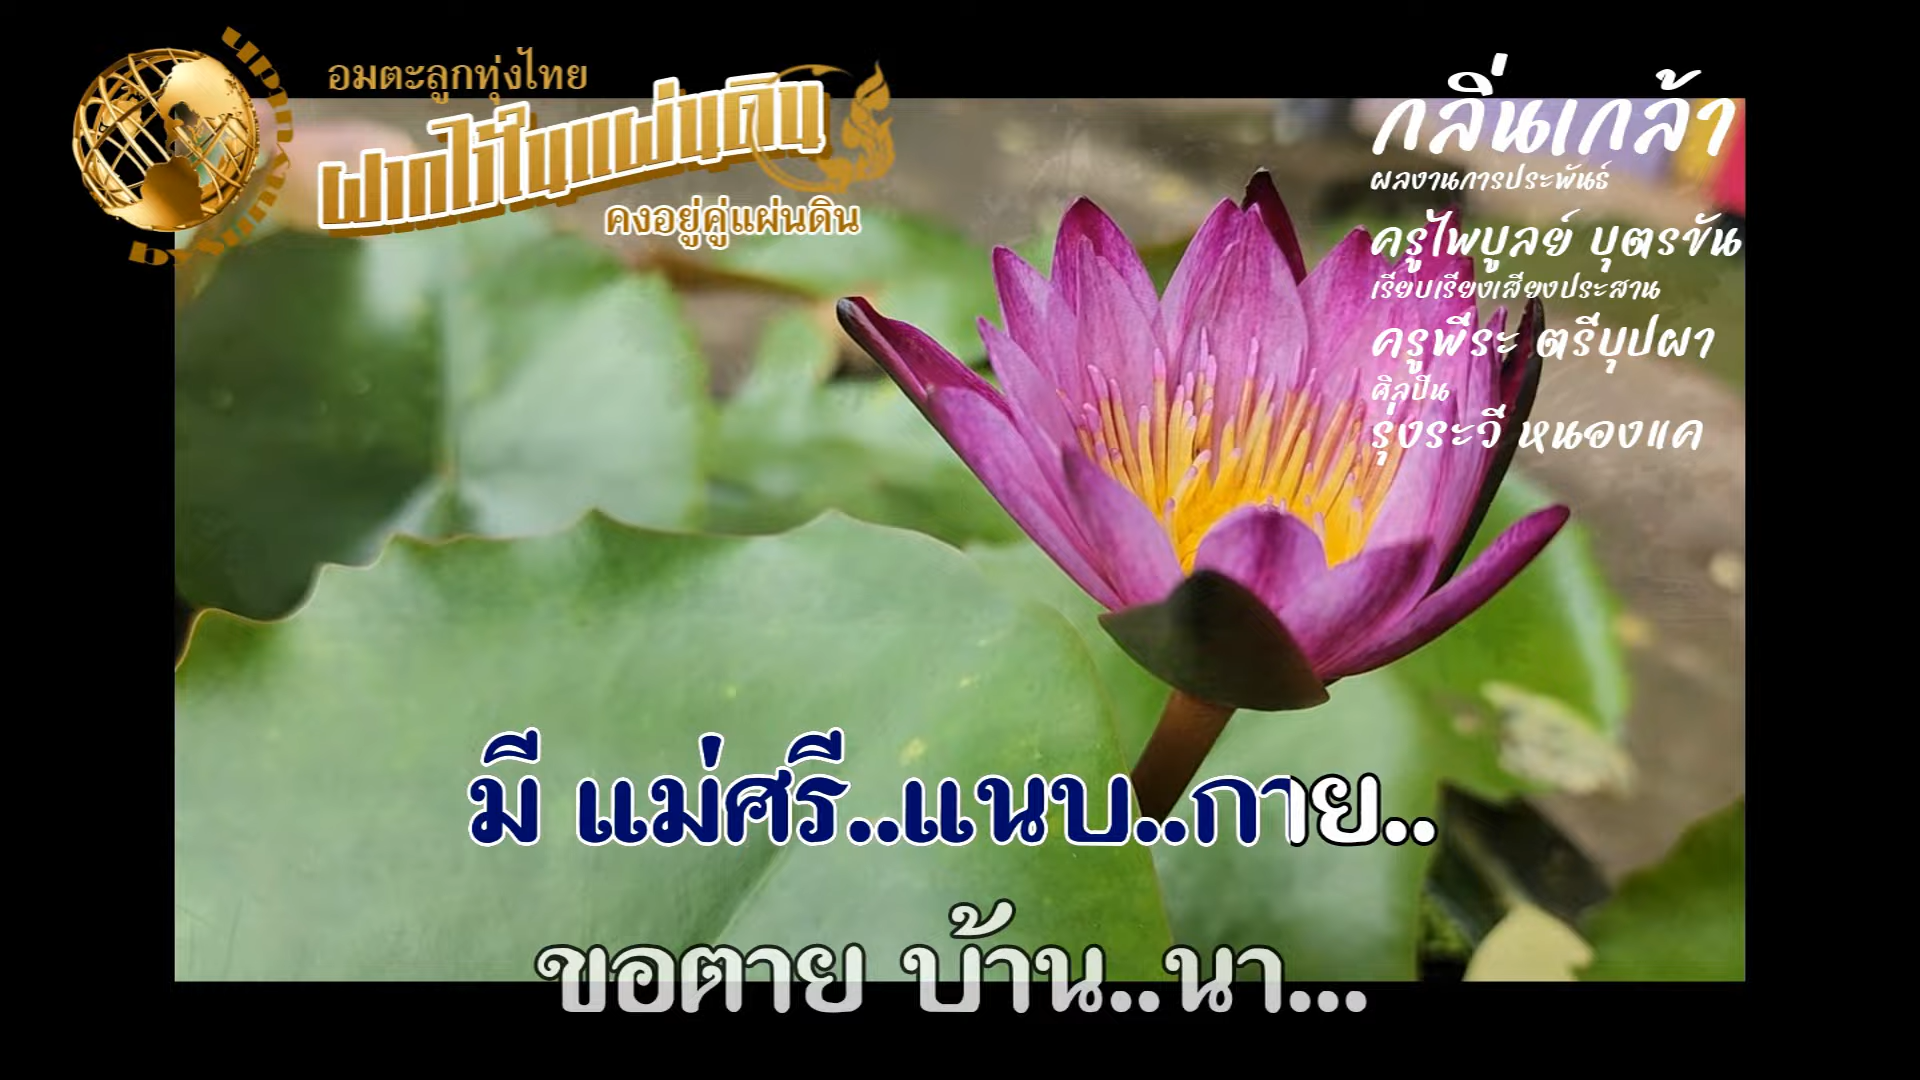 อมตะลูกทุ่งไทย
ฝากไว้ในแผ่นดิน
คงอยู่คู่แผ่นดิน
กลิ่นเกล้า
ผลงานการประพันธ์
ครูไพบูลย์ บุตรขัน
เรียบเรียงเสียงประสาน
ครูพีระ ตรีบุปผา
ศิลปิน
รุ่งระวี หนองแค
มี แม่ศรี..แนบ..กาย..
ขอตาย บ้าน..นา...